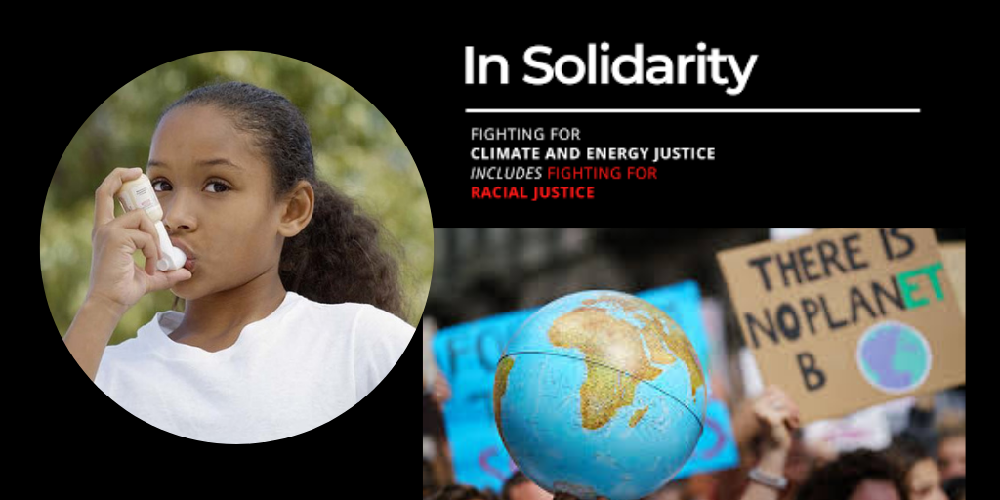 In Solidarity
FIGHTING FOR
CLIMATE AND ENERGY JUSTICE
INCLUDES FIGHTING FOR
RACIAL JUSTICE
THERE IS
NO PLANET
B